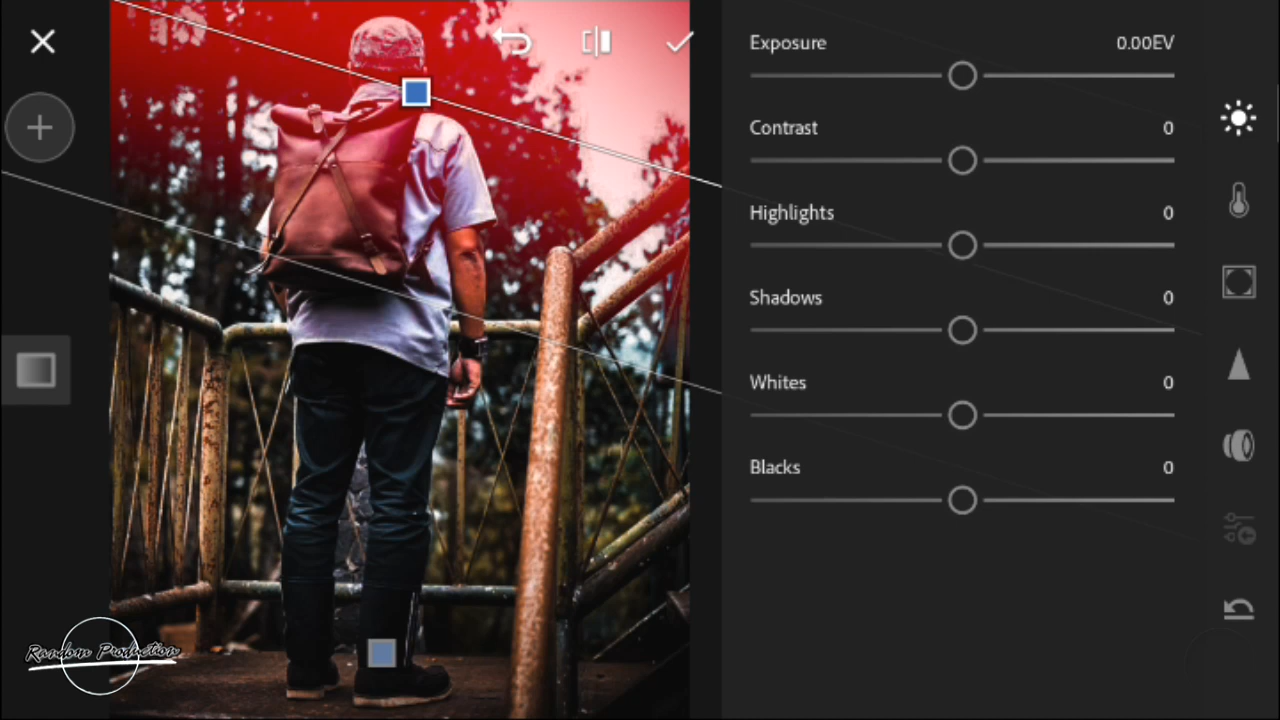 Exposure 0.00EV
Contrast 0
Highlights 0
Shadows 0
Whites 0
Blacks 0
Random Production